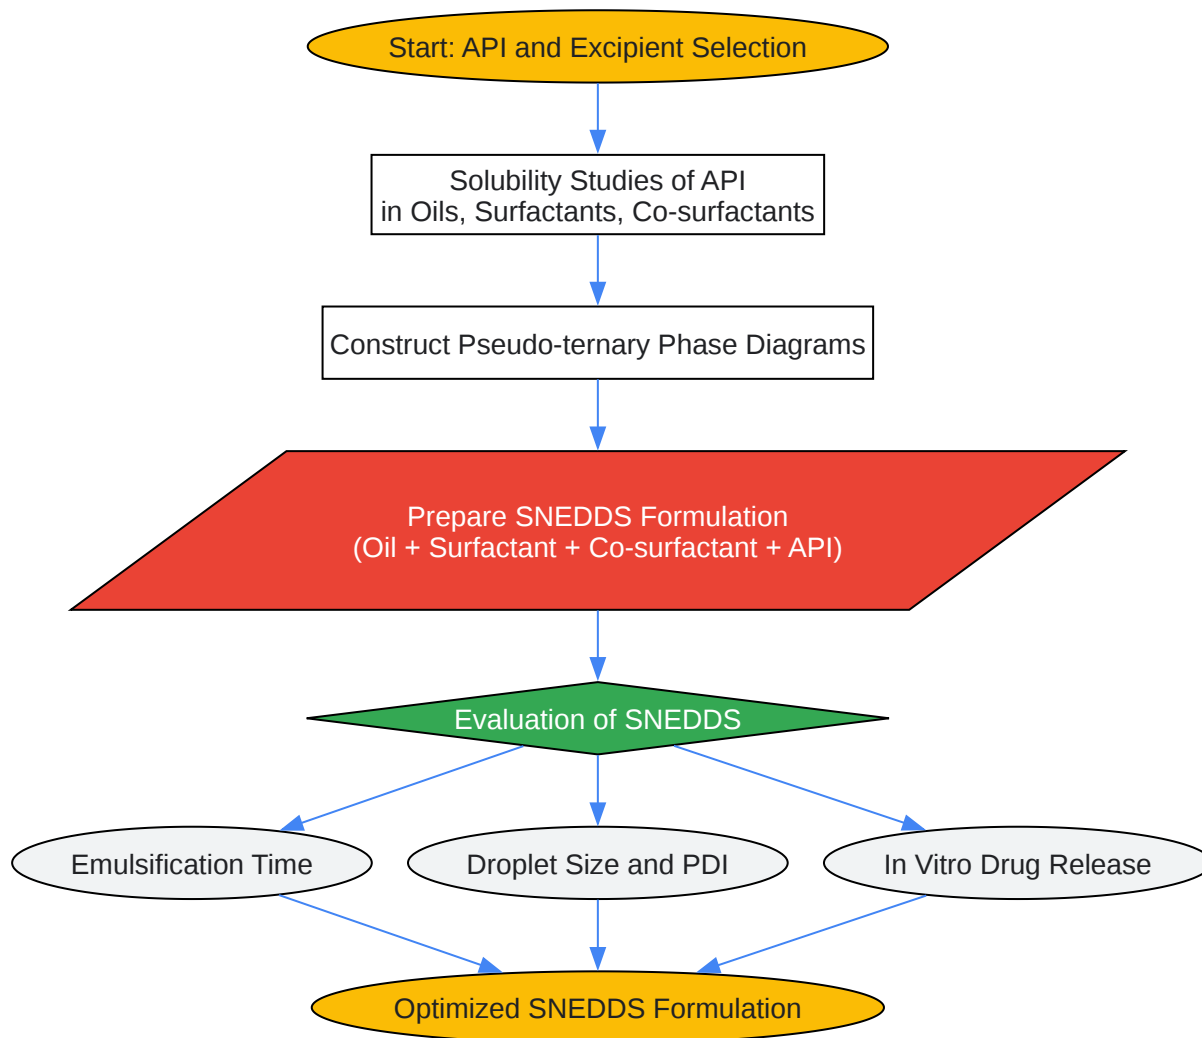 Start: API and Excipient Selection
Solubility Studies of API
in Oils, Surfactants, Co-surfactants
Construct Pseudo-ternary Phase Diagrams
Prepare SNEDDS Formulation
(Oil + Surfactant + Co-surfactant + API)
Evaluation of SNEDDS
Emulsification Time
Droplet Size and PDI
In Vitro Drug Release
Optimized SNEDDS Formulation